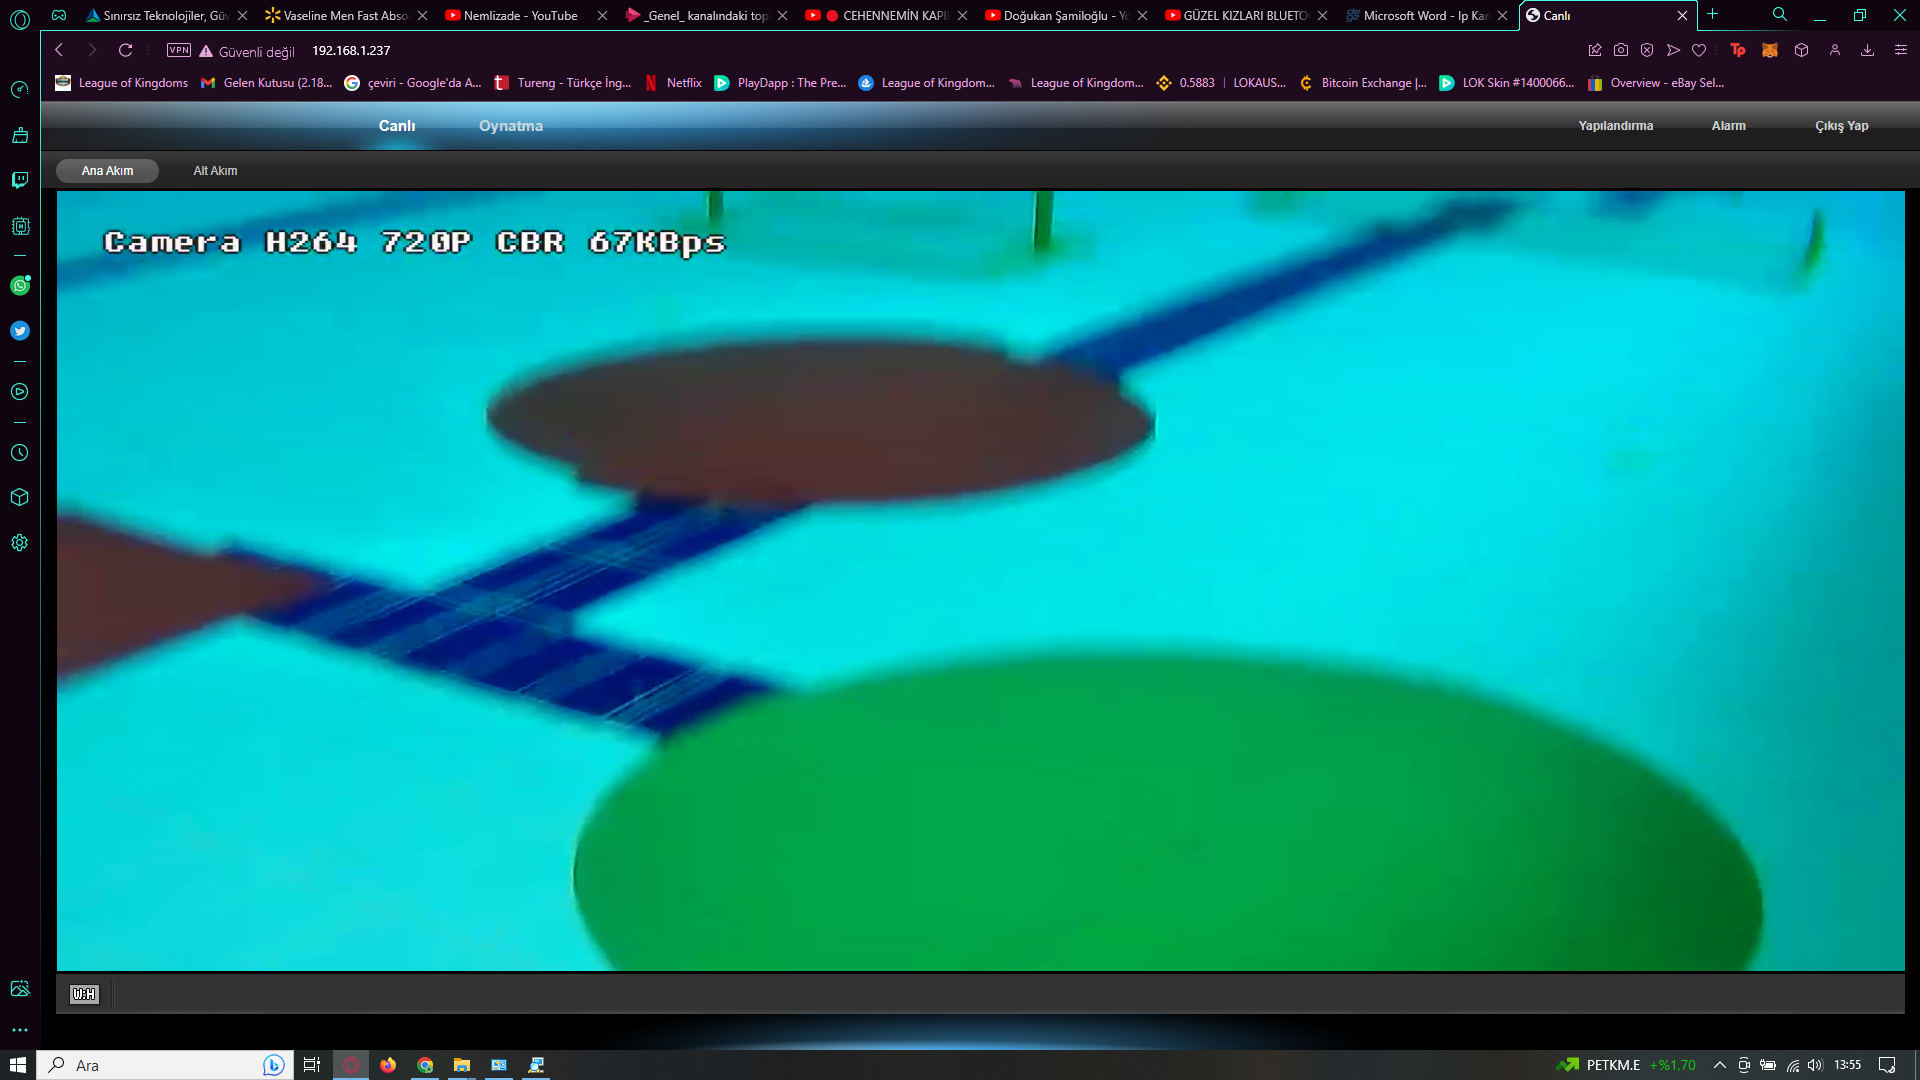 Sınırsız Teknolojiler, Güv
Vaseline Men Fast Abso
Nemlizade - YouTube
_Genel_ kanalındaki top
CEHENNEMİN KAPI
Doğukan Şamiloğlu - Yo
GÜZEL KIZLARI BLUETO
Microsoft Word - Ip Kam
Canlı
VPN
Güvenli değil
192.168.1.237
Tp
League of Kingdoms
Gelen Kutusu (2.18...
çeviri - Google'da A...
Tureng - Türkçe İng...
Netflix
PlayDapp : The Pre...
League of Kingdom...
League of Kingdom...
0.5883 | LOKAUS...
Bitcoin Exchange |...
LOK Skin #1400066...
Overview - eBay Sel...
Canlı
Oynatma
Yapılandırma
Alarm
Çıkış Yap
Ana Akım
Alt Akım
Camera H264 720P CBR 67KBps
W:H
Ara
PETKM.E +%1,70
13:55